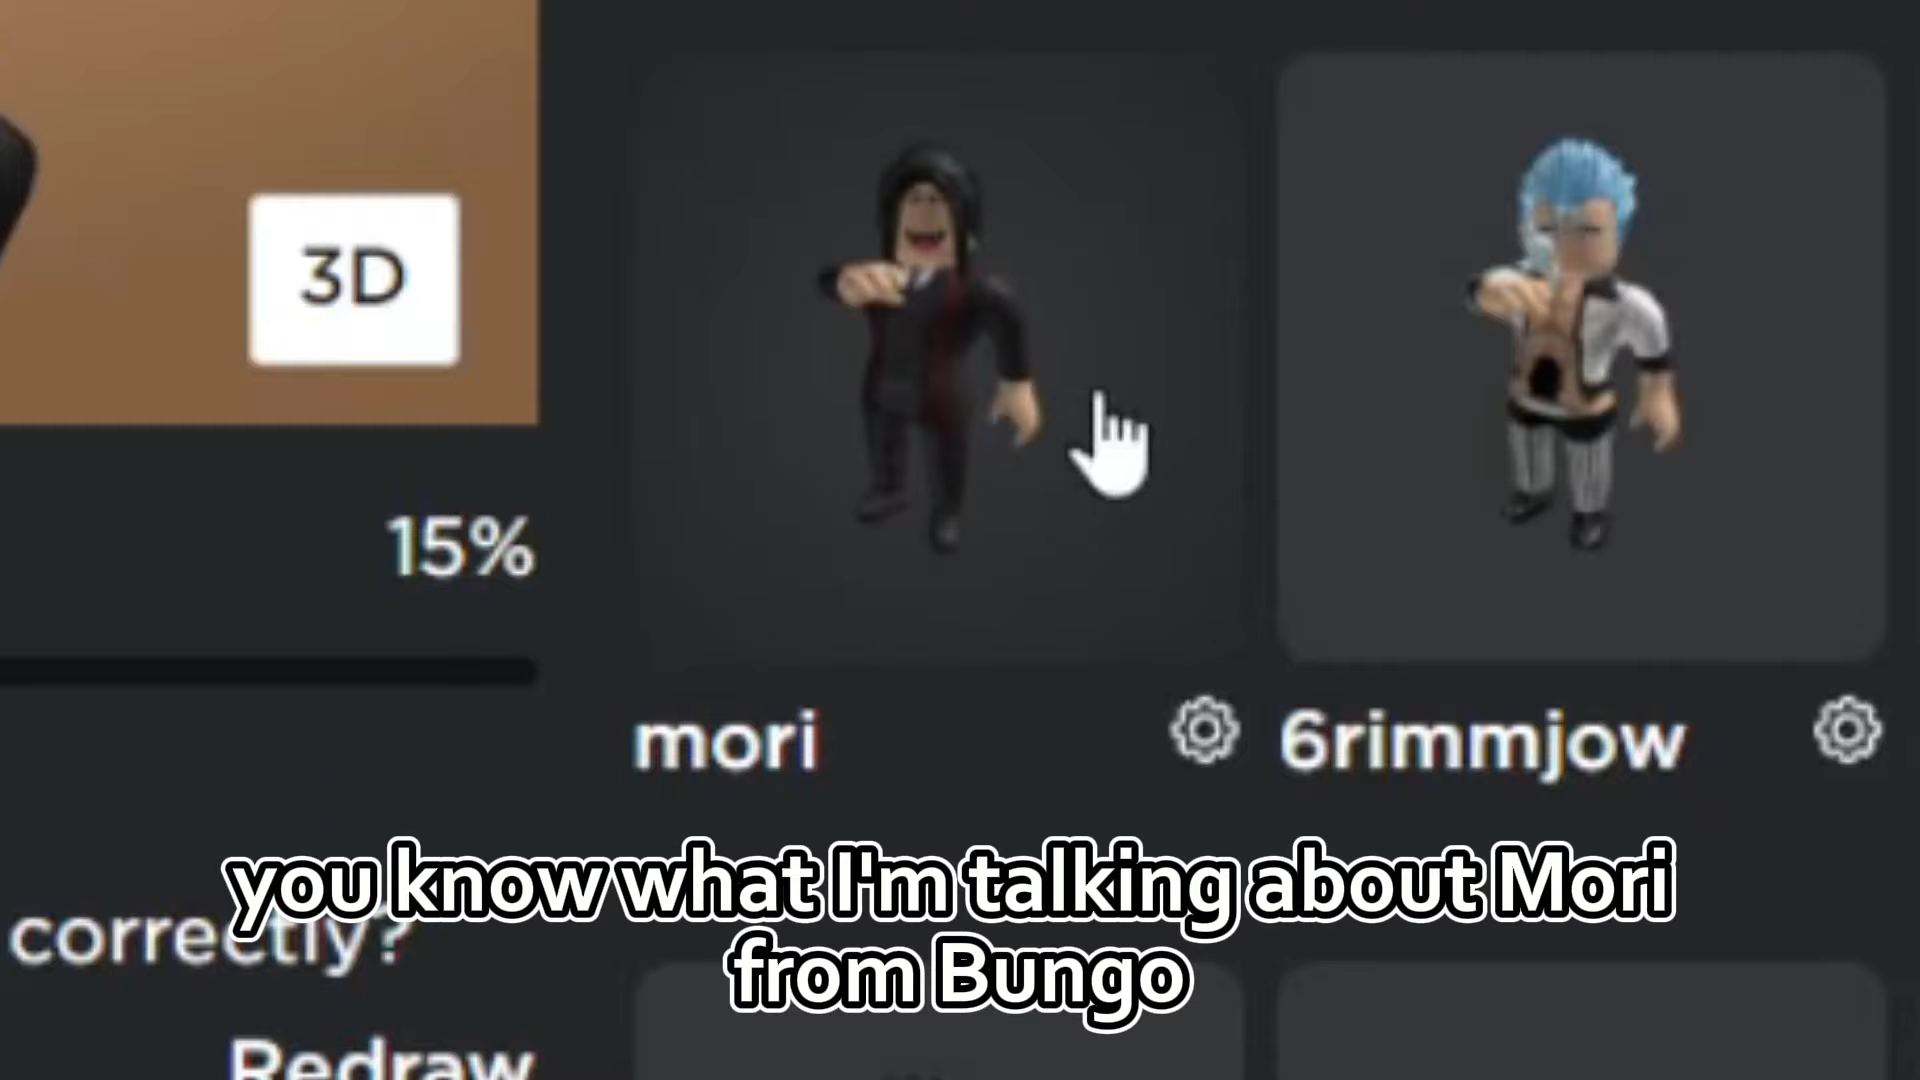 3D
15%
mori
6rimmjow
you know what I'm talking about Mori
from Bungo
correctly?
Redraw